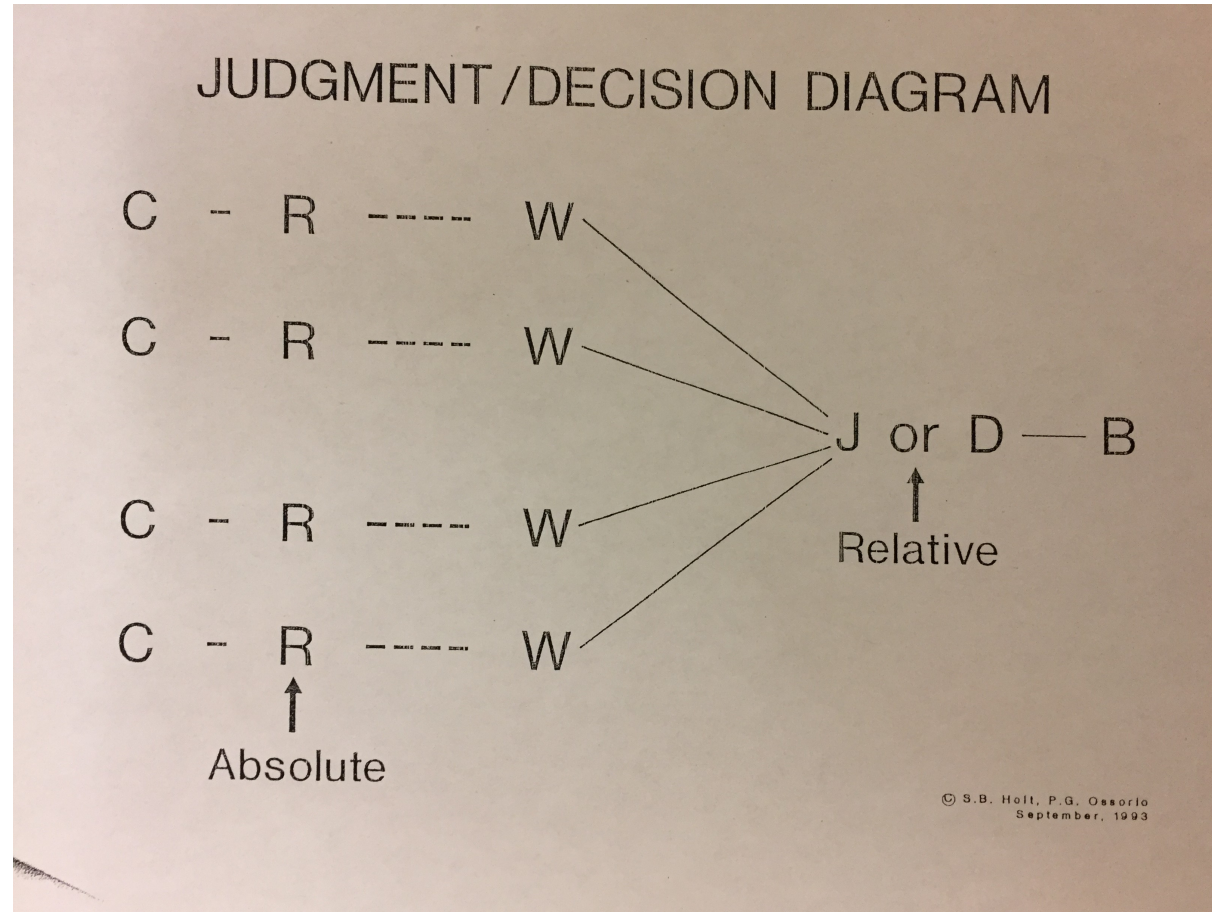 JUDGMENT/DECISION DIAGRAM
C - R ---- W
C - R ---- W
J or D — B
C - R ---- W
Relative
C - R ---- W
Absolute
© S.B. Holt, P.G. Ossorio
September, 1993